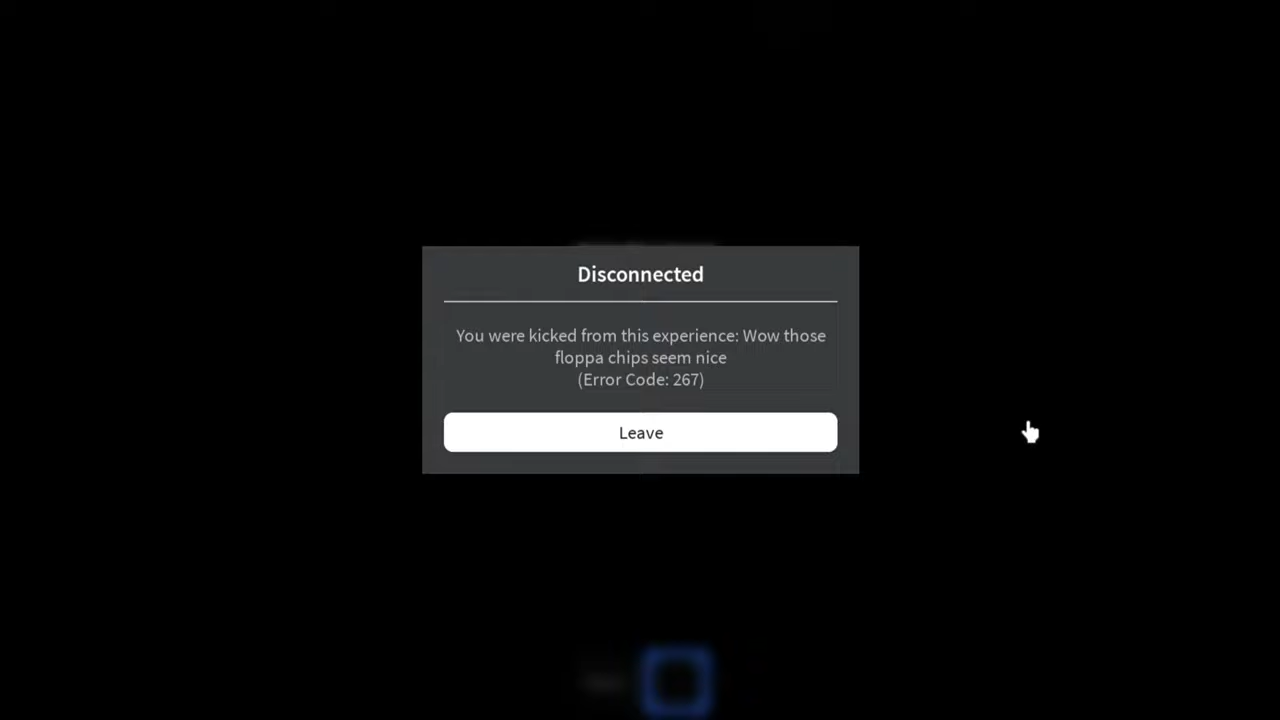 Disconnected
You were kicked from this experience: Wow those
floppa chips seem nice
(Error Code: 267)
Leave